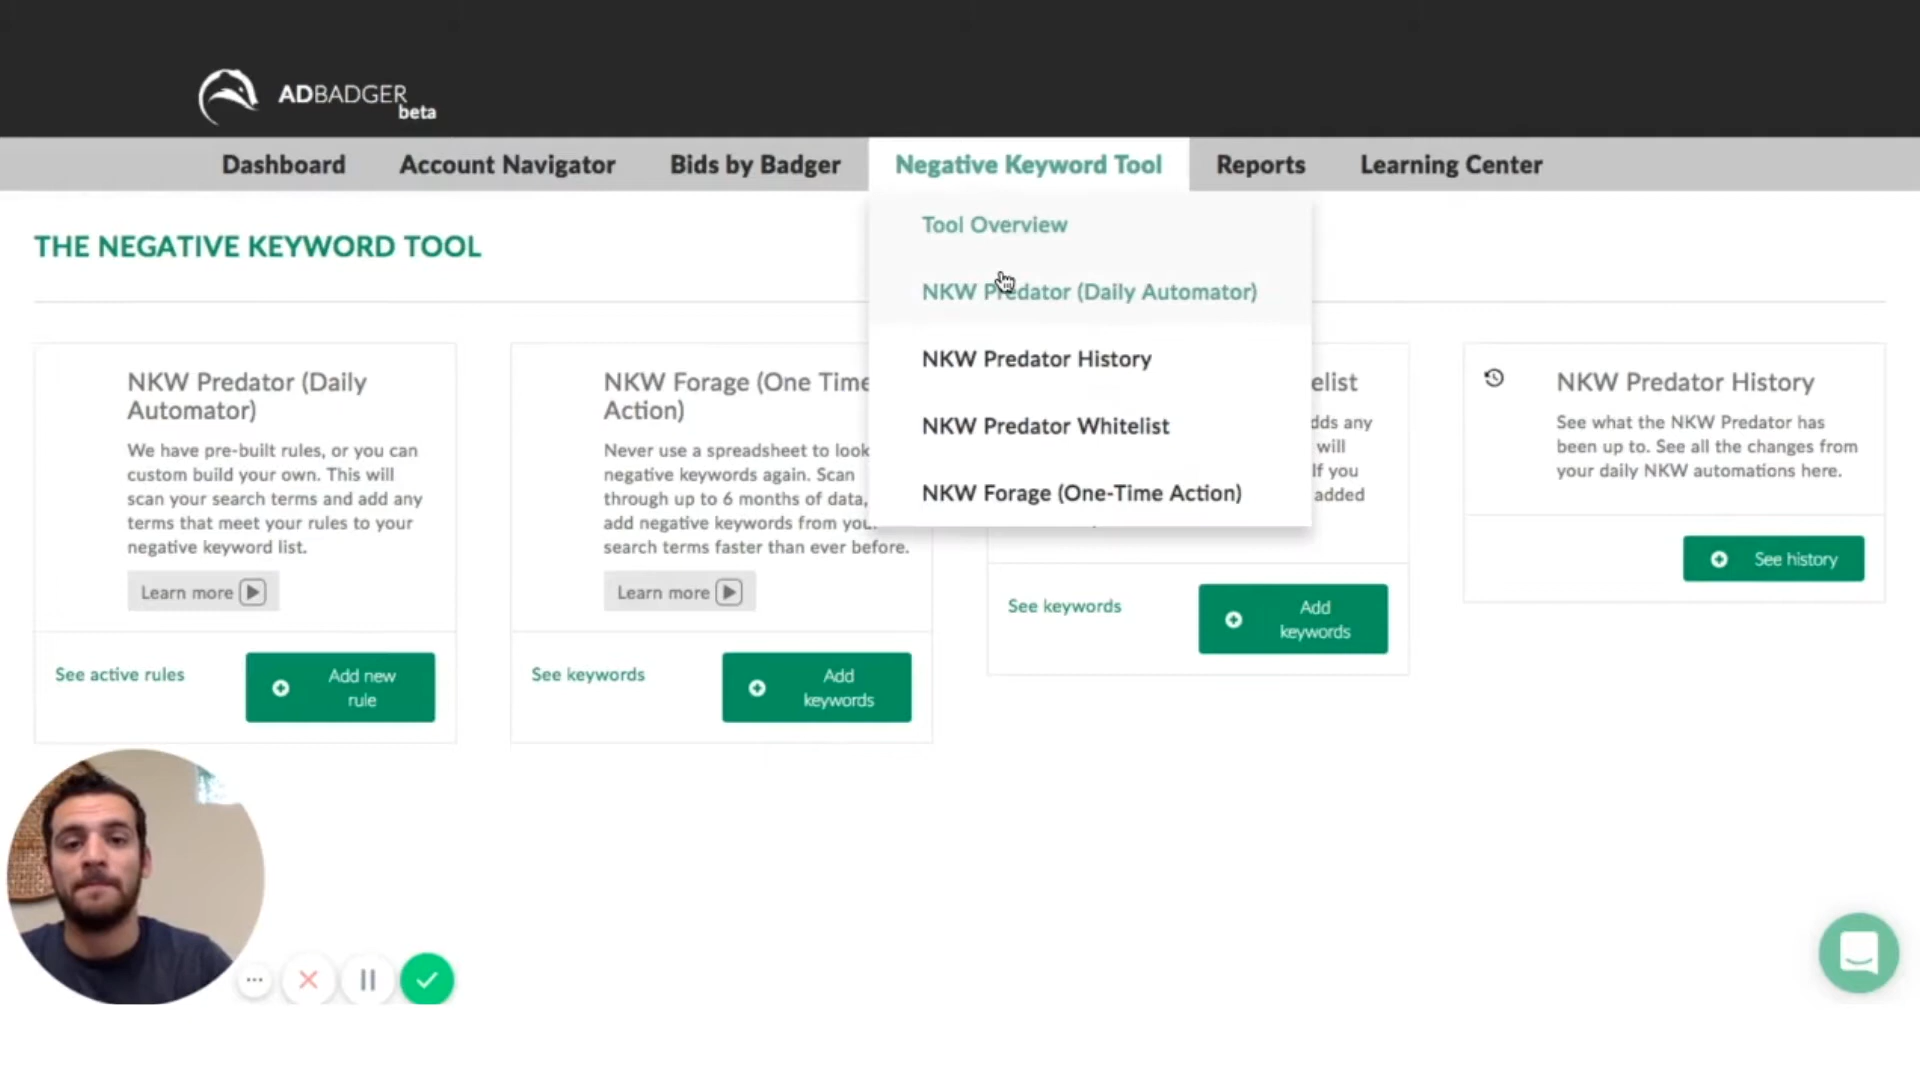 ADBADGER
beta
Dashboard Account Navigator Bids by Badger Negative Keyword Tool Reports Learning Center
THE NEGATIVE KEYWORD TOOL
Tool Overview
NKW Predator (Daily Automator)
NKW Predator History
NKW Predator Whitelist
NKW Forage (One-Time Action)
NKW Predator (Daily
Automator)
We have pre-built rules, or you can
custom build your own. This will
scan your search terms and add any
terms that meet your rules to your
negative keyword list.
Learn more
See active rules
Add new
rule
NKW Forage (One Time
Action)
Never use a spreadsheet to look
negative keywords again. Scan
through up to 6 months of data,
add negative keywords from you
search terms faster than ever before.
Learn more
See keywords
Add
keywords
elist
dds any
will
If you
added
See keywords
Add
keywords
NKW Predator History
See what the NKW Predator has
been up to. See all the changes from
your daily NKW automations here.
See history